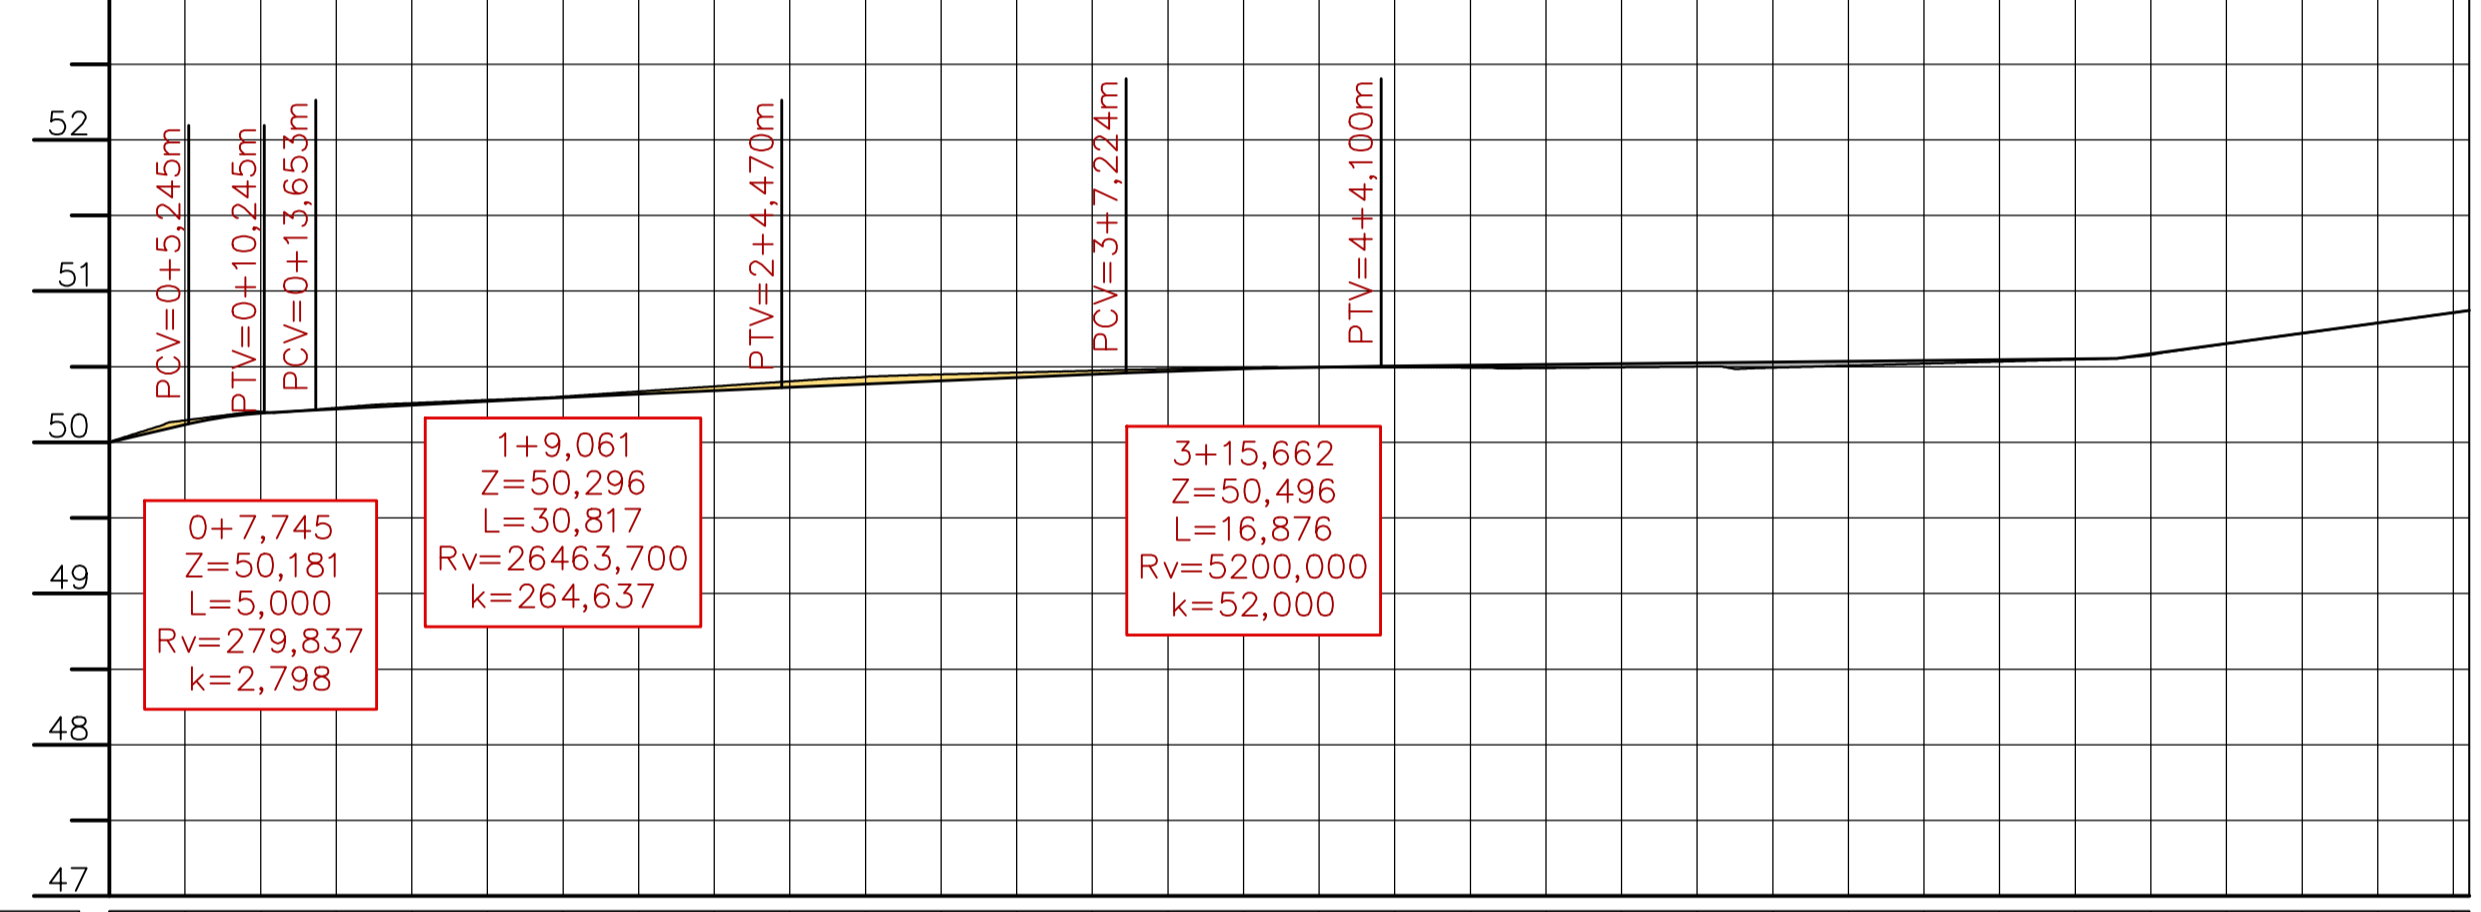 52
51
50
49
48
47
PCV=0+5,245m
PTV=0+10,245m
PCV=0+13,653m
PTV=2+4,470m
PCV=3+7,224m
PTV=4+4,100m
0+7,745
Z=50,181
L=5,000
Rv=279,837
k=2,798
1+9,061
Z=50,296
L=30,817
Rv=26463,700
k=264,637
3+15,662
Z=50,496
L=16,876
Rv=5200,000
k=52,000